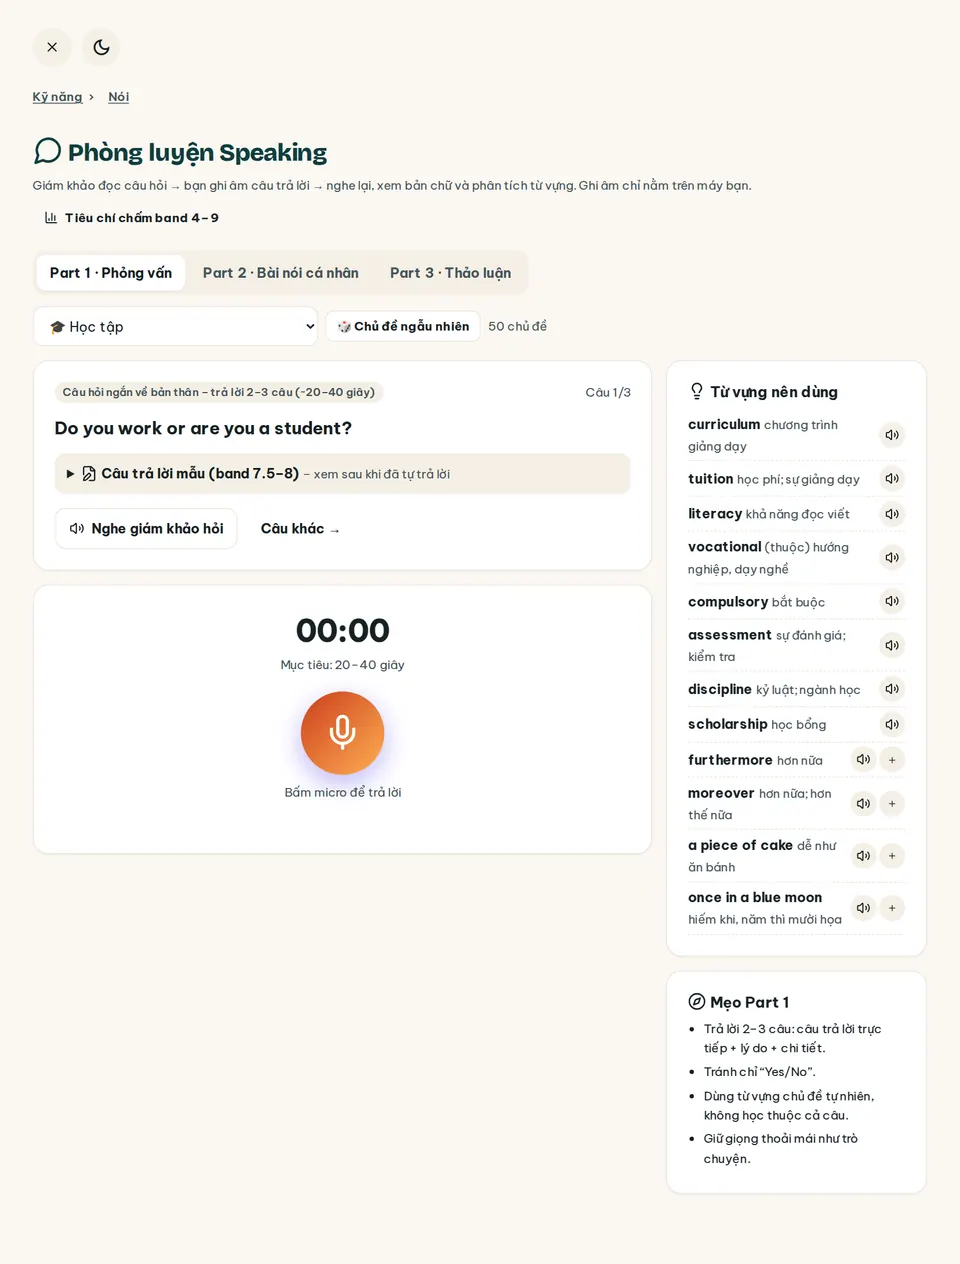 Kỹ năng › Nói
Phòng luyện Speaking
Giám khảo đọc câu hỏi → bạn ghi âm câu trả lời → nghe lại, xem bản chữ và phân tích từ vựng. Ghi âm chỉ nằm trên máy bạn.
Tiêu chí chấm band 4–9
Part 1 · Phỏng vấn
Part 2 · Bài nói cá nhân
Part 3 · Thảo luận
🎓 Học tập
🎲 Chủ đề ngẫu nhiên
50 chủ đề
Câu hỏi ngắn về bản thân – trả lời 2–3 câu (~20–40 giây)
Câu 1/3
Do you work or are you a student?
Câu trả lời mẫu (band 7.5–8) – xem sau khi đã tự trả lời
Nghe giám khảo hỏi
Câu khác →
00:00
Mục tiêu: 20–40 giây
Bấm micro để trả lời
Từ vựng nên dùng
curriculum chương trình
giảng dạy
tuition học phí; sự giảng dạy
literacy khả năng đọc viết
vocational (thuộc) hướng
nghiệp, dạy nghề
compulsory bắt buộc
assessment sự đánh giá;
kiểm tra
discipline kỷ luật; ngành học
scholarship học bổng
furthermore hơn nữa
+
moreover hơn nữa; hơn
thế nữa
+
a piece of cake dễ như
ăn bánh
+
once in a blue moon
hiếm khi, năm thì mười họa
+
Mẹo Part 1
• Trả lời 2–3 câu: câu trả lời trực
tiếp + lý do + chi tiết.
• Tránh chỉ “Yes/No”.
• Dùng từ vựng chủ đề tự nhiên,
không học thuộc cả câu.
• Giữ giọng thoải mái như trò
chuyện.